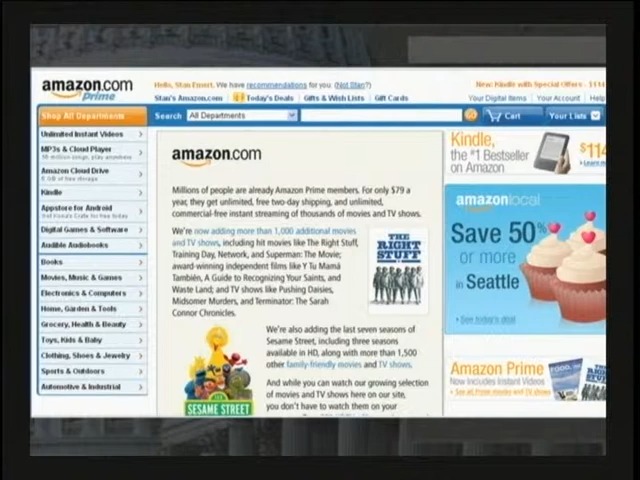 amazon.com
Prime
Hello, Stan Emert. We have recommendations for you. (Not Stan?)
New: Kindle with Special Offers - $114
Stan's Amazon.com
Today's Deals
Gifts & Wish Lists
Gift Cards
Your Digital Items
Your Account
Help
Shop All Departments
Search
All Departments
GO
Cart
Your Lists
Unlimited Instant Videos
MP3s & Cloud Player
Amazon Cloud Drive
Kindle
Appstore for Android
Digital Games & Software
Audible Audiobooks
Books
Movies, Music & Games
Electronics & Computers
Home, Garden & Tools
Grocery, Health & Beauty
Toys, Kids & Baby
Clothing, Shoes & Jewelry
Sports & Outdoors
Automotive & Industrial
amazon.com
Millions of people are already Amazon Prime members. For only $79 a
year, they get unlimited, free two-day shipping, and unlimited,
commercial-free instant streaming of thousands of movies and TV shows.
We're now adding more than 1,000 additional movies
and TV shows, including hit movies like The Right Stuff,
Training Day, Network, and Superman: The Movie;
award-winning independent films like Y Tu Mamá
También, A Guide to Recognizing Your Saints, and
Waste Land; and TV shows like Pushing Daisies,
Midsomer Murders, and Terminator: The Sarah
Connor Chronicles.
THE
RIGHT
STUFF
We're also adding the last seven seasons of
Sesame Street, including three seasons
available in HD, along with more than 1,500
other family-friendly movies and TV shows.
And while you can watch our growing selection
of movies and TV shows here on our site,
you don't have to watch them on your
SESAME STREET
Kindle,
the #1 Bestseller
on Amazon
$114
amazonlocal
Save 50%
or more
in Seattle
See today's deal
Amazon Prime
Now Includes Instant Videos
See all Prime movies and TV shows
FOOD, INC.
THE
RIGHT
STUFF